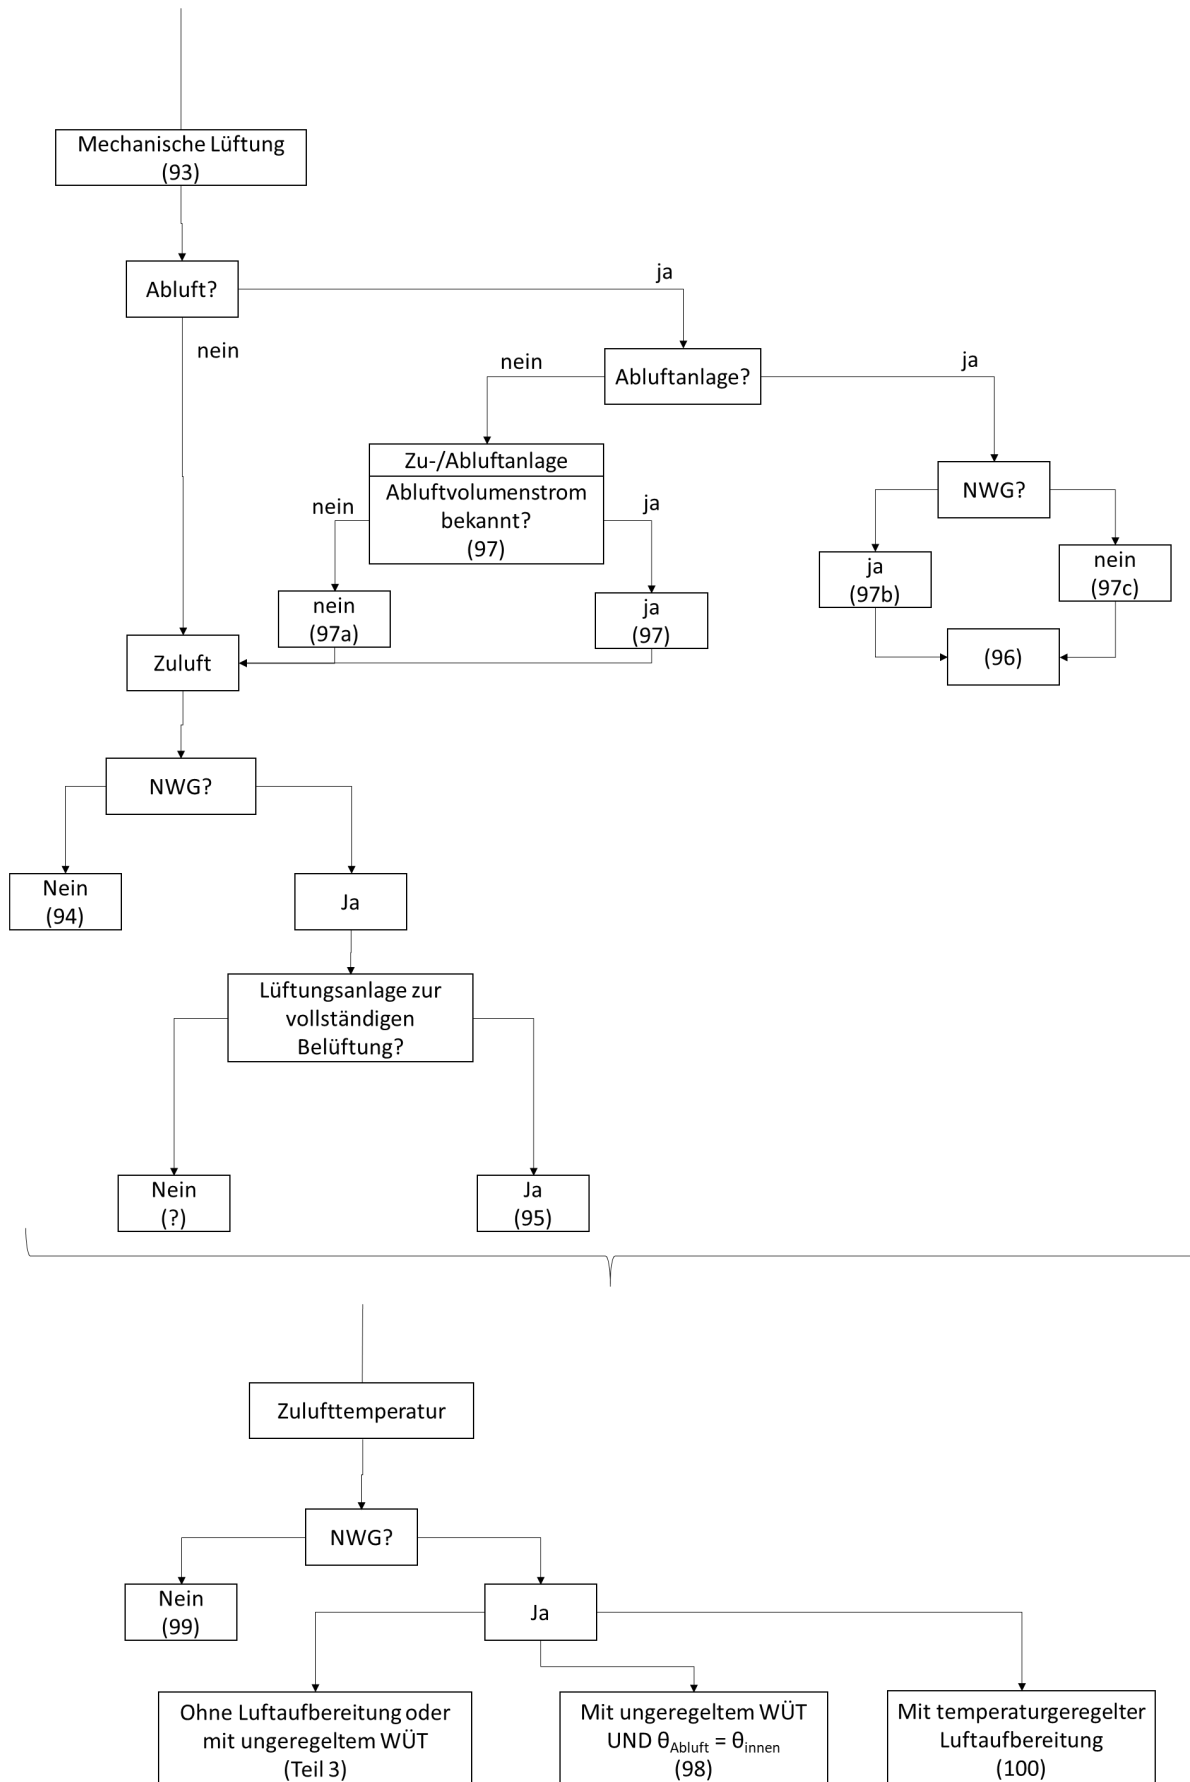 Mechanische Lüftung
(93)
Abluft?
ja
nein
Abluftanlage?
nein
ja
Zu-/Abluftanlage
Abluftvolumenstrom
bekannt?
(97)
nein
ja
NWG?
ja
(97b)
nein
(97c)
nein
(97a)
ja
(97)
(96)
Zuluft
NWG?
Nein
(94)
Ja
Lüftungsanlage zur
vollständigen
Belüftung?
Nein
(?)
Ja
(95)
Zulufttemperatur
NWG?
Nein
(99)
Ja
Ohne Luftaufbereitung oder
mit ungeregeltem WÜT
(Teil 3)
Mit ungeregeltem WÜT
UND θAbluft = θinnen
(98)
Mit temperaturgeregelter
Luftaufbereitung
(100)